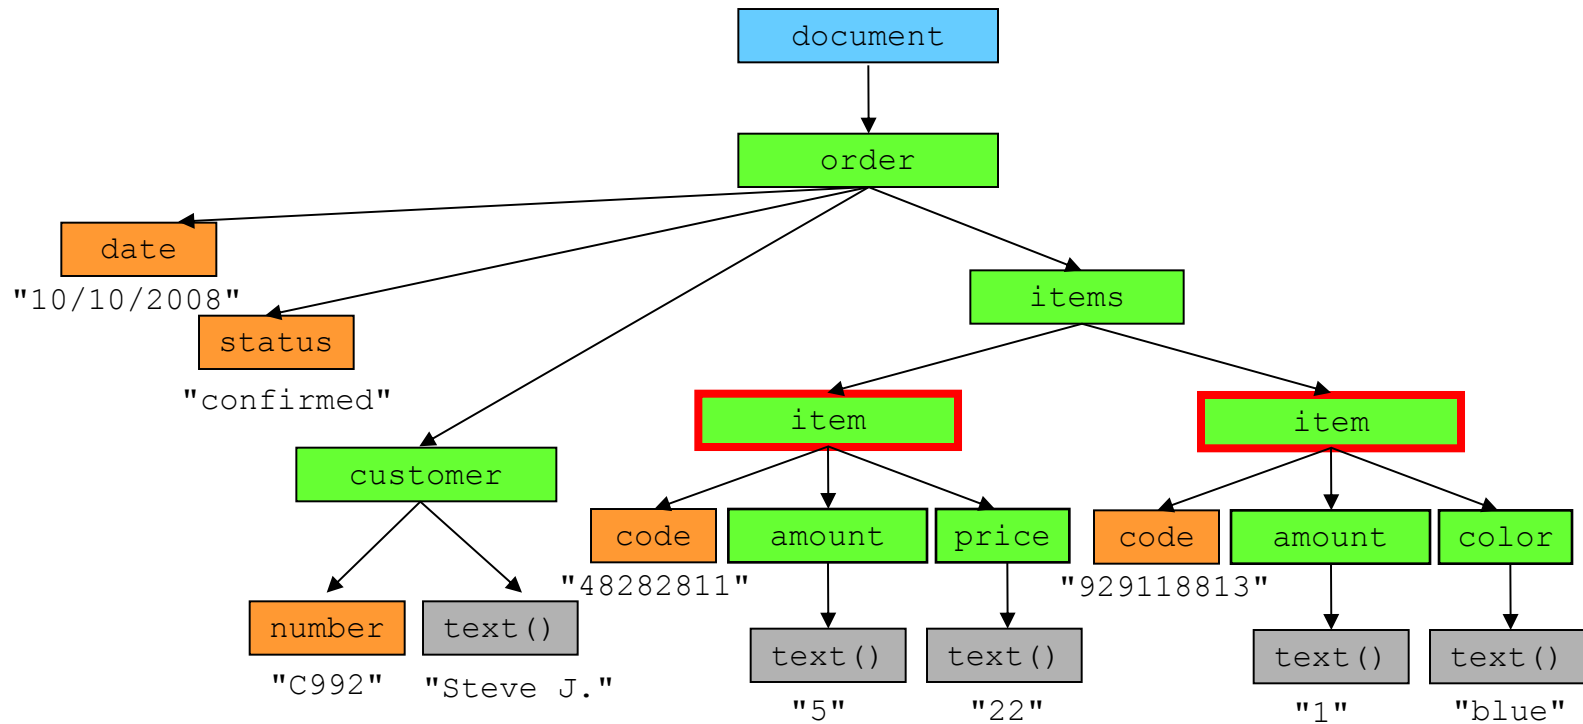 document
order
date
"10/10/2008"
items
status
"confirmed"
item
item
customer
code
amount
price
code
amount
color
"48282811"
"929118813"
number
text()
text()
text()
text()
text()
"C992"
"Steve J."
"5"
"22"
"1"
"blue"